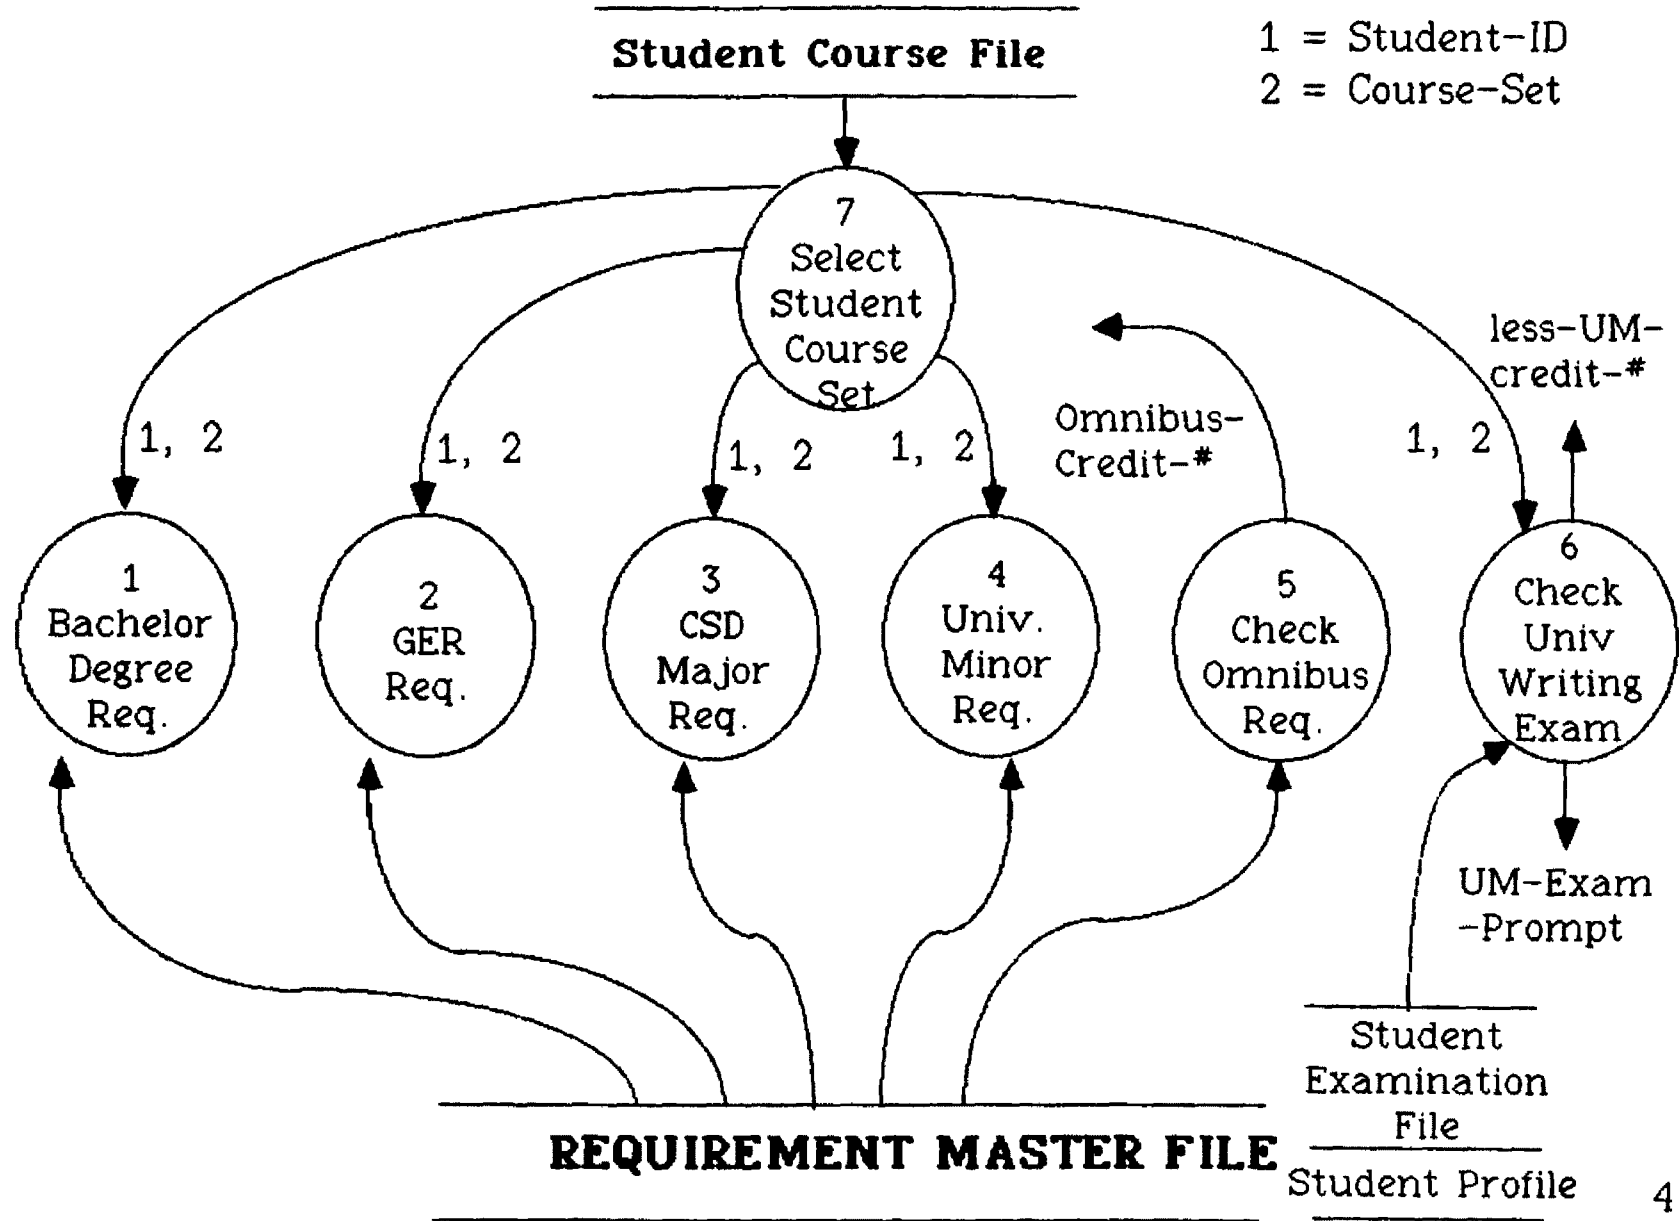 Student Course File
1 = Student-ID
2 = Course-Set
7
Select
Student
Course
Set
less-UM-
credit-#
Omnibus-
Credit-#
1, 2
1, 2
1, 2
1, 2
1, 2
1
Bachelor
Degree
Req.
2
GER
Req.
3
CSD
Major
Req.
4
Univ.
Minor
Req.
5
Check
Omnibus
Req.
6
Check
Univ
Writing
Exam
UM-Exam
-Prompt
Student
Examination
File
REQUIREMENT MASTER FILE
Student Profile
4